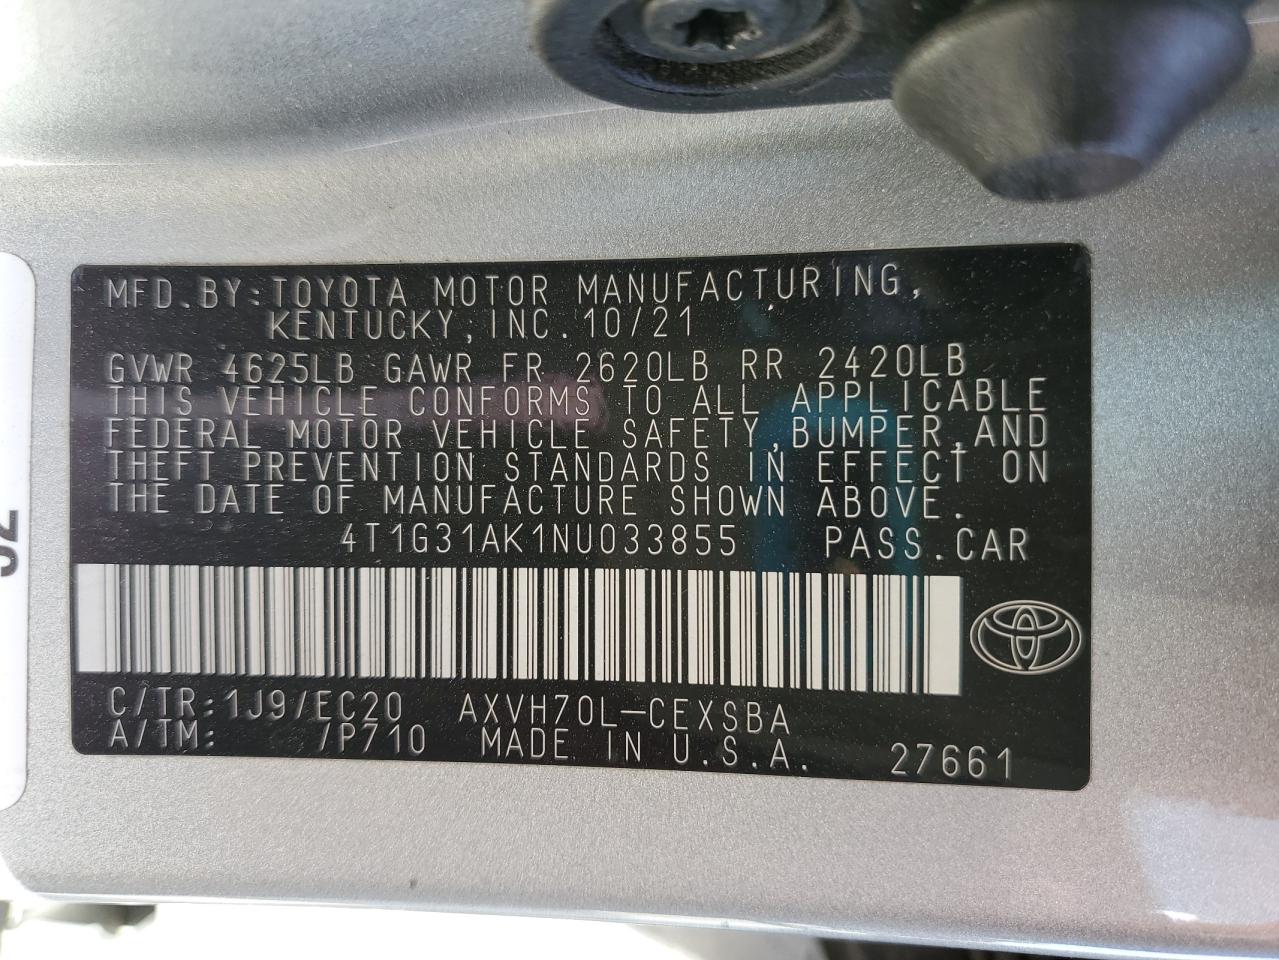 MFD.BY:TOYOTA MOTOR MANUFACTURING,
KENTUCKY,INC.10/21
GVWR 4625LB GAWR FR 2620LB RR 2420LB
THIS VEHICLE CONFORMS TO ALL APPLICABLE
FEDERAL MOTOR VEHICLE SAFETY,BUMPER,AND
THEFT PREVENTION STANDARDS IN EFFECT ON
THE DATE OF MANUFACTURE SHOWN ABOVE.
4T1G31AK1NU033855 PASS.CAR
C/TR:1J9/EC20 AXVH70L-CEXSBA
A/TM: /P710 MADE IN U.S.A. 27661